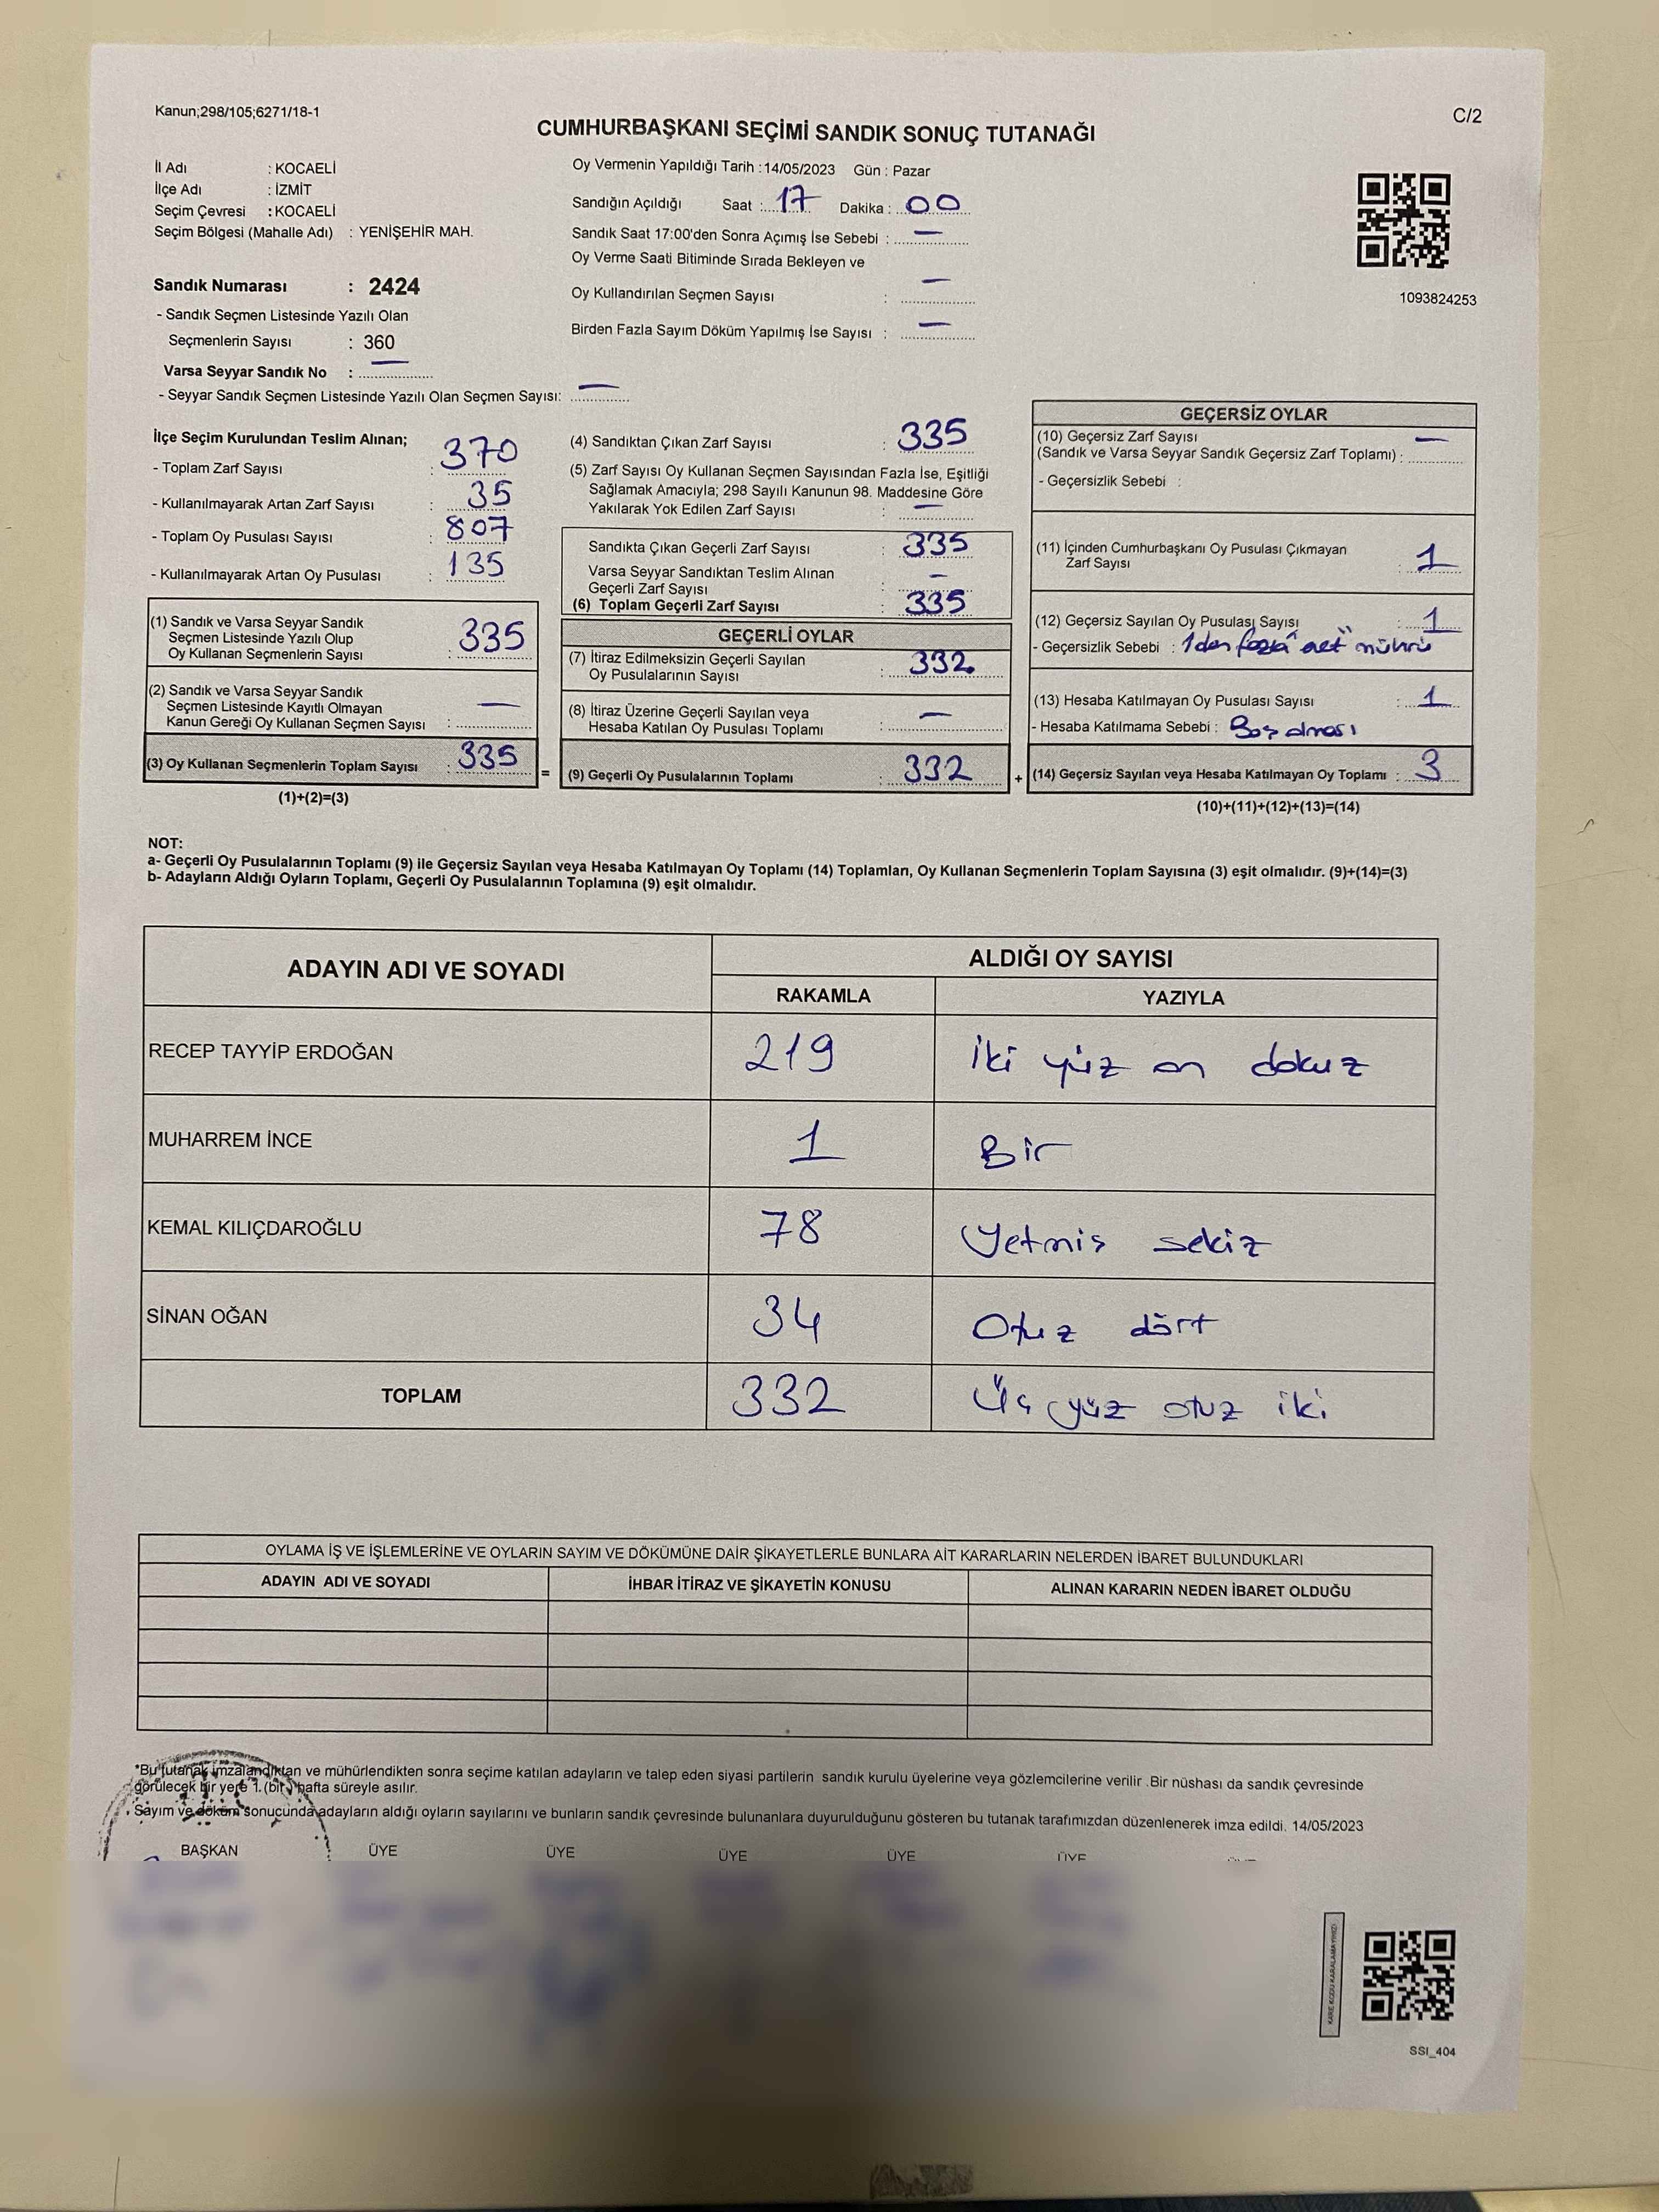 Kanun;298/105;6271/18-1
C/2
CUMHURBAŞKANI SEÇİMİ SANDIK SONUÇ TUTANAĞI
İl Adı : KOCAELİ
İlçe Adı : İZMİT
Seçim Çevresi : KOCAELİ
Seçim Bölgesi (Mahalle Adı) : YENİŞEHİR MAH.
Oy Vermenin Yapıldığı Tarih : 14/05/2023 Gün : Pazar
Sandığın Açıldığı Saat : 17 Dakika : 00
Sandık Saat 17:00'den Sonra Açımış İse Sebebi : —
Oy Verme Saati Bitiminde Sırada Bekleyen ve
Oy Kullandırılan Seçmen Sayısı : —
Birden Fazla Sayım Döküm Yapılmış İse Sayısı : —
1093824253
Sandık Numarası : 2424
- Sandık Seçmen Listesinde Yazılı Olan
Seçmenlerin Sayısı : 360
Varsa Seyyar Sandık No : —
- Seyyar Sandık Seçmen Listesinde Yazılı Olan Seçmen Sayısı: —
İlçe Seçim Kurulundan Teslim Alınan;
- Toplam Zarf Sayısı : 370
- Kullanılmayarak Artan Zarf Sayısı : 35
- Toplam Oy Pusulası Sayısı : 807
- Kullanılmayarak Artan Oy Pusulası : 135
(1) Sandık ve Varsa Seyyar Sandık
Seçmen Listesinde Yazılı Olup
Oy Kullanan Seçmenlerin Sayısı : 335
(2) Sandık ve Varsa Seyyar Sandık
Seçmen Listesinde Kayıtlı Olmayan
Kanun Gereği Oy Kullanan Seçmen Sayısı : —
(3) Oy Kullanan Seçmenlerin Toplam Sayısı : 335
(1)+(2)=(3)
(4) Sandıktan Çıkan Zarf Sayısı : 335
(5) Zarf Sayısı Oy Kullanan Seçmen Sayısından Fazla İse, Eşitliği
Sağlamak Amacıyla; 298 Sayılı Kanunun 98. Maddesine Göre
Yakılarak Yok Edilen Zarf Sayısı : —
Sandıkta Çıkan Geçerli Zarf Sayısı : 335
Varsa Seyyar Sandıktan Teslim Alınan
Geçerli Zarf Sayısı : —
(6) Toplam Geçerli Zarf Sayısı : 335
GEÇERLİ OYLAR
(7) İtiraz Edilmeksizin Geçerli Sayılan
Oy Pusulalarının Sayısı : 332
(8) İtiraz Üzerine Geçerli Sayılan veya
Hesaba Katılan Oy Pusulası Toplamı : —
= (9) Geçerli Oy Pusulalarının Toplamı : 332
GEÇERSİZ OYLAR
(10) Geçersiz Zarf Sayısı
(Sandık ve Varsa Seyyar Sandık Geçersiz Zarf Toplamı) : —
- Geçersizlik Sebebi :
(11) İçinden Cumhurbaşkanı Oy Pusulası Çıkmayan
Zarf Sayısı : 1
(12) Geçersiz Sayılan Oy Pusulası Sayısı : 1
- Geçersizlik Sebebi : 1den fazla "evet" mührü
(13) Hesaba Katılmayan Oy Pusulası Sayısı : 1
- Hesaba Katılmama Sebebi : Boş olması
+ (14) Geçersiz Sayılan veya Hesaba Katılmayan Oy Toplamı : 3
(10)+(11)+(12)+(13)=(14)
NOT:
a- Geçerli Oy Pusulalarının Toplamı (9) ile Geçersiz Sayılan veya Hesaba Katılmayan Oy Toplamı (14) Toplamları, Oy Kullanan Seçmenlerin Toplam Sayısına (3) eşit olmalıdır. (9)+(14)=(3)
b- Adayların Aldığı Oyların Toplamı, Geçerli Oy Pusulalarının Toplamına (9) eşit olmalıdır.
ADAYIN ADI VE SOYADI ALDIĞI OY SAYISI
RAKAMLA YAZIYLA
RECEP TAYYİP ERDOĞAN 219 İki yüz on dokuz
MUHARREM İNCE 1 Bir
KEMAL KILIÇDAROĞLU 78 Yetmiş sekiz
SİNAN OĞAN 34 Otuz dört
TOPLAM 332 Üç yüz otuz iki
OYLAMA İŞ VE İŞLEMLERİNE VE OYLARIN SAYIM VE DÖKÜMÜNE DAİR ŞİKAYETLERLE BUNLARA AİT KARARLARIN NELERDEN İBARET BULUNDUKLARI
ADAYIN ADI VE SOYADI İHBAR İTİRAZ VE ŞİKAYETİN KONUSU ALINAN KARARIN NEDEN İBARET OLDUĞU
*Bu tutanak imzalandıktan ve mühürlendikten sonra seçime katılan adayların ve talep eden siyasi partilerin sandık kurulu üyelerine veya gözlemcilerine verilir .Bir nüshası da sandık çevresinde
görülecek bir yere 1.(bir) hafta süreyle asılır.
Sayım ve döküm sonucunda adayların aldığı oyların sayılarını ve bunların sandık çevresinde bulunanlara duyurulduğunu gösteren bu tutanak tarafımızdan düzenlenerek imza edildi. 14/05/2023
BAŞKAN ÜYE ÜYE ÜYE ÜYE ÜYE
KARE KODU KARALAMAYINIZ!
SSI_404